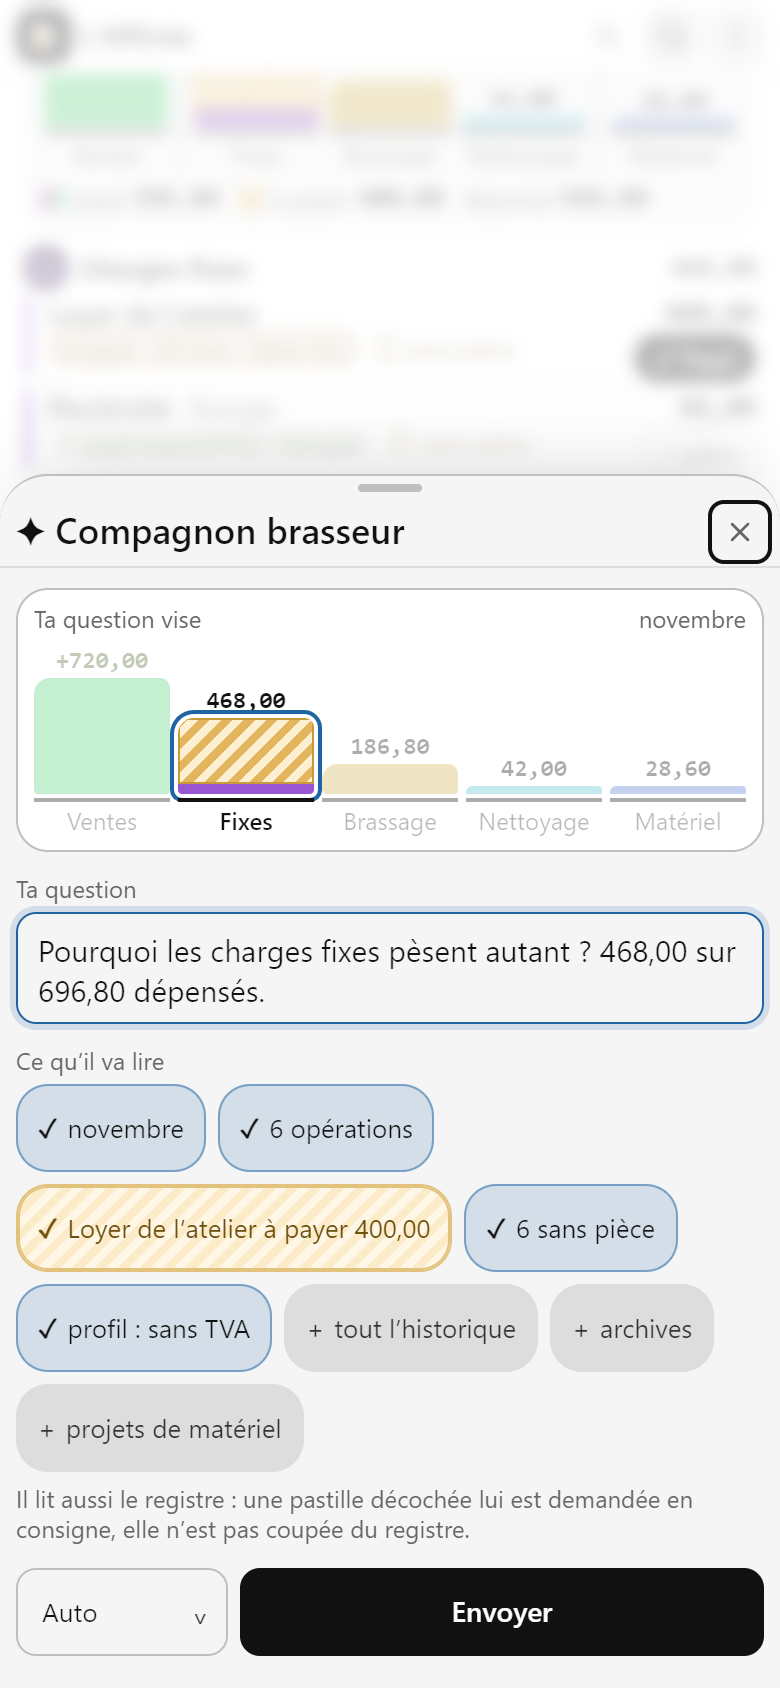 ✦ Compagnon brasseur
Ta question vise
novembre
+720,00
468,00
186,80
42,00
28,60
Ventes
Fixes
Brassage
Nettoyage
Matériel
Ta question
Pourquoi les charges fixes pèsent autant ? 468,00 sur
696,80 dépensés.
Ce qu’il va lire
✓ novembre
✓ 6 opérations
✓ Loyer de l’atelier à payer 400,00
✓ 6 sans pièce
✓ profil : sans TVA
+ tout l’historique
+ archives
+ projets de matériel
Il lit aussi le registre : une pastille décochée lui est demandée en
consigne, elle n’est pas coupée du registre.
Auto
Envoyer